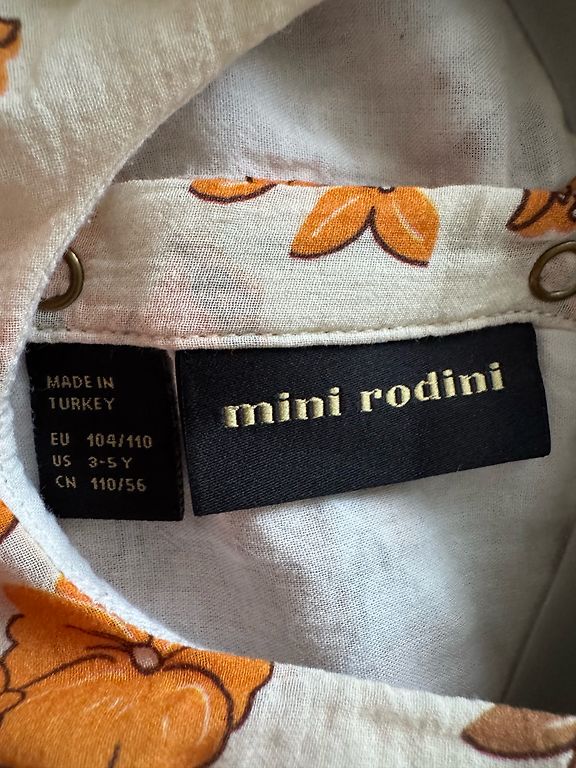 MADE IN
TURKEY
EU 104/110
US 3-5 Y
CN 110/56
mini rodini